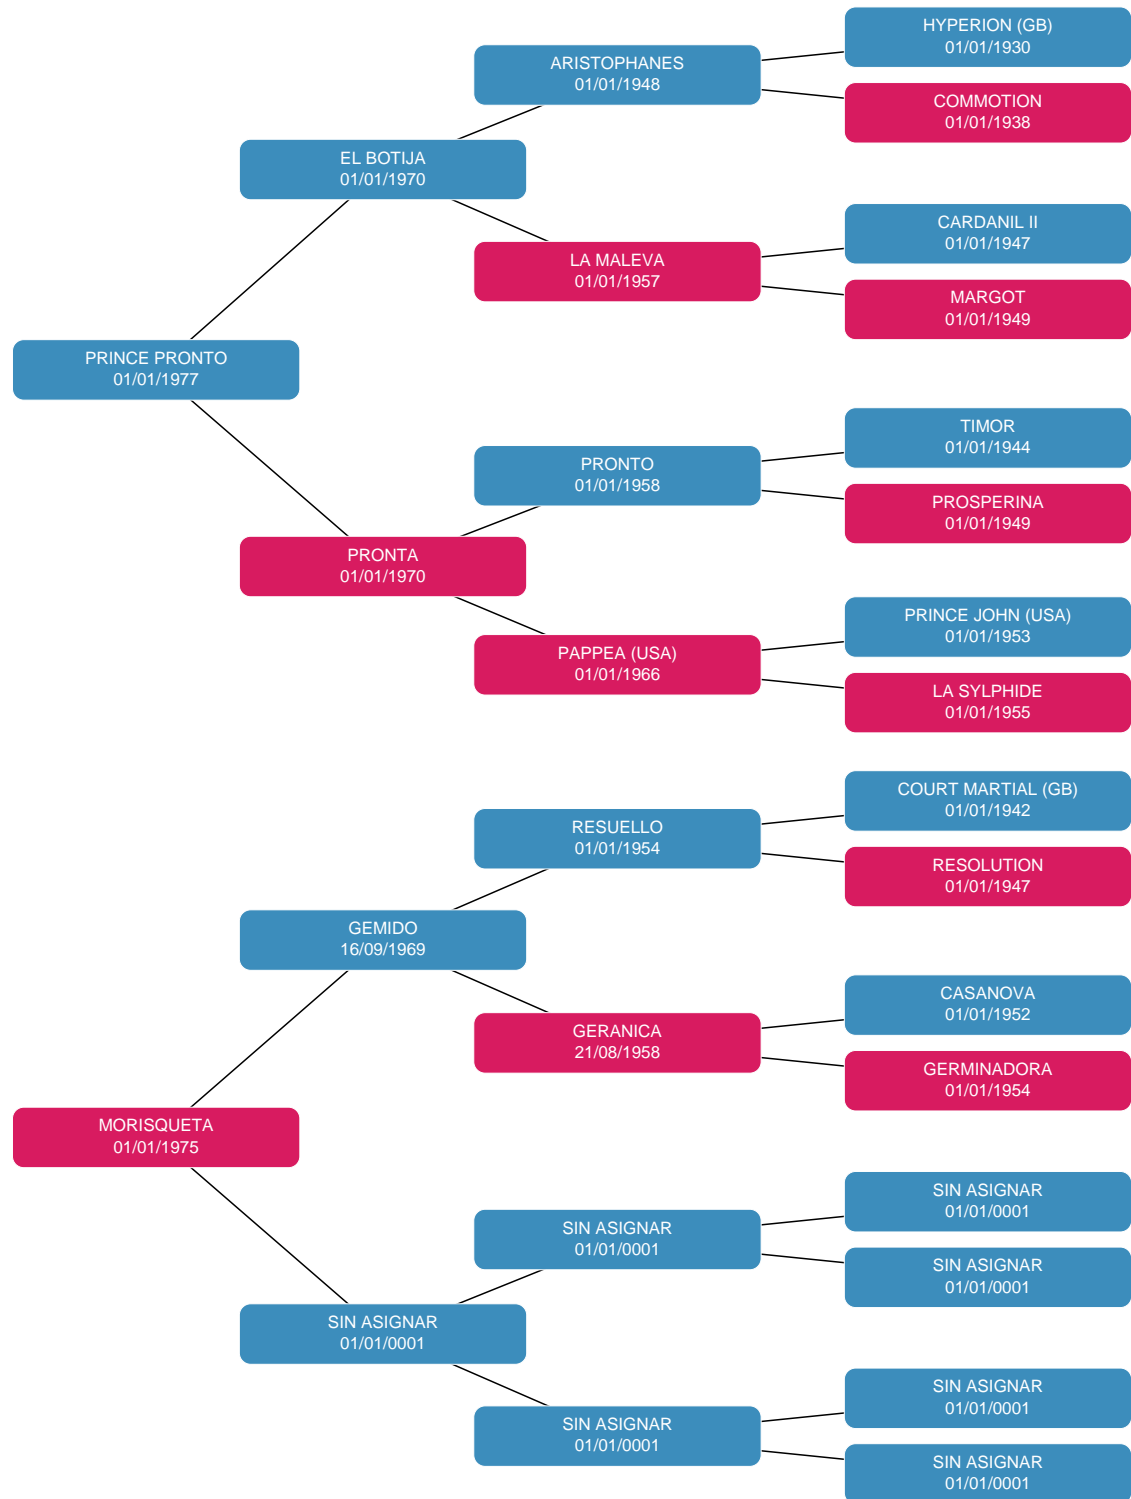 HYPERION (GB)
01/01/1930
ARISTOPHANES
01/01/1948
COMMOTION
01/01/1938
EL BOTIJA
01/01/1970
CARDANIL II
01/01/1947
LA MALEVA
01/01/1957
MARGOT
01/01/1949
PRINCE PRONTO
01/01/1977
TIMOR
01/01/1944
PRONTO
01/01/1958
PROSPERINA
01/01/1949
PRONTA
01/01/1970
PRINCE JOHN (USA)
01/01/1953
PAPPEA (USA)
01/01/1966
LA SYLPHIDE
01/01/1955
COURT MARTIAL (GB)
01/01/1942
RESUELLO
01/01/1954
RESOLUTION
01/01/1947
GEMIDO
16/09/1969
CASANOVA
01/01/1952
GERANICA
21/08/1958
GERMINADORA
01/01/1954
MORISQUETA
01/01/1975
SIN ASIGNAR
01/01/0001
SIN ASIGNAR
01/01/0001
SIN ASIGNAR
01/01/0001
SIN ASIGNAR
01/01/0001
SIN ASIGNAR
01/01/0001
SIN ASIGNAR
01/01/0001
SIN ASIGNAR
01/01/0001